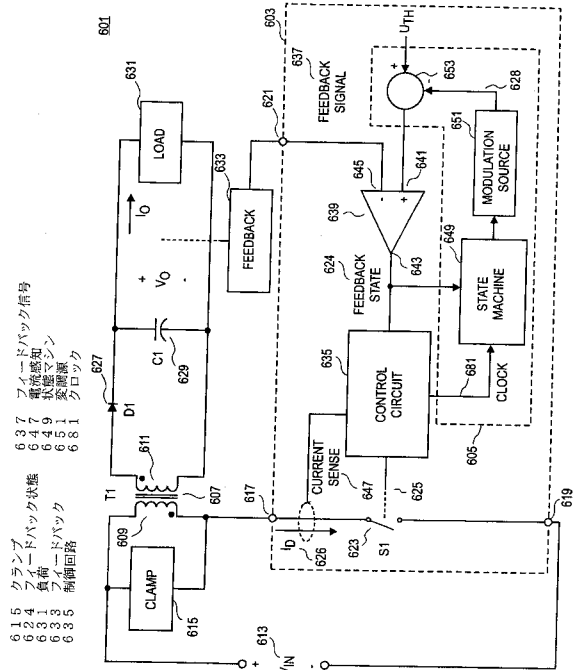 615 クランプ
624 フィードバック状態
631 負荷
633 フィードバック
635 制御回路
637 フィードバック信号
647 電流感知
649 状態マシン
651 変調源
681 クロック
601
T1
D1
627
609
611
607
CLAMP
615
C1
629
+
V₀
-
I₀
LOAD
631
FEEDBACK
633
621
603
637
FEEDBACK
SIGNAL
613
+
VIN
-
617
I_D
626
CURRENT
SENSE
647
623
S1
625
619
CONTROL
CIRCUIT
635
624
FEEDBACK
STATE
643
639
645
-
+
641
U_TH
+
653
628
MODULATION
SOURCE
651
STATE
MACHINE
649
681
CLOCK
605